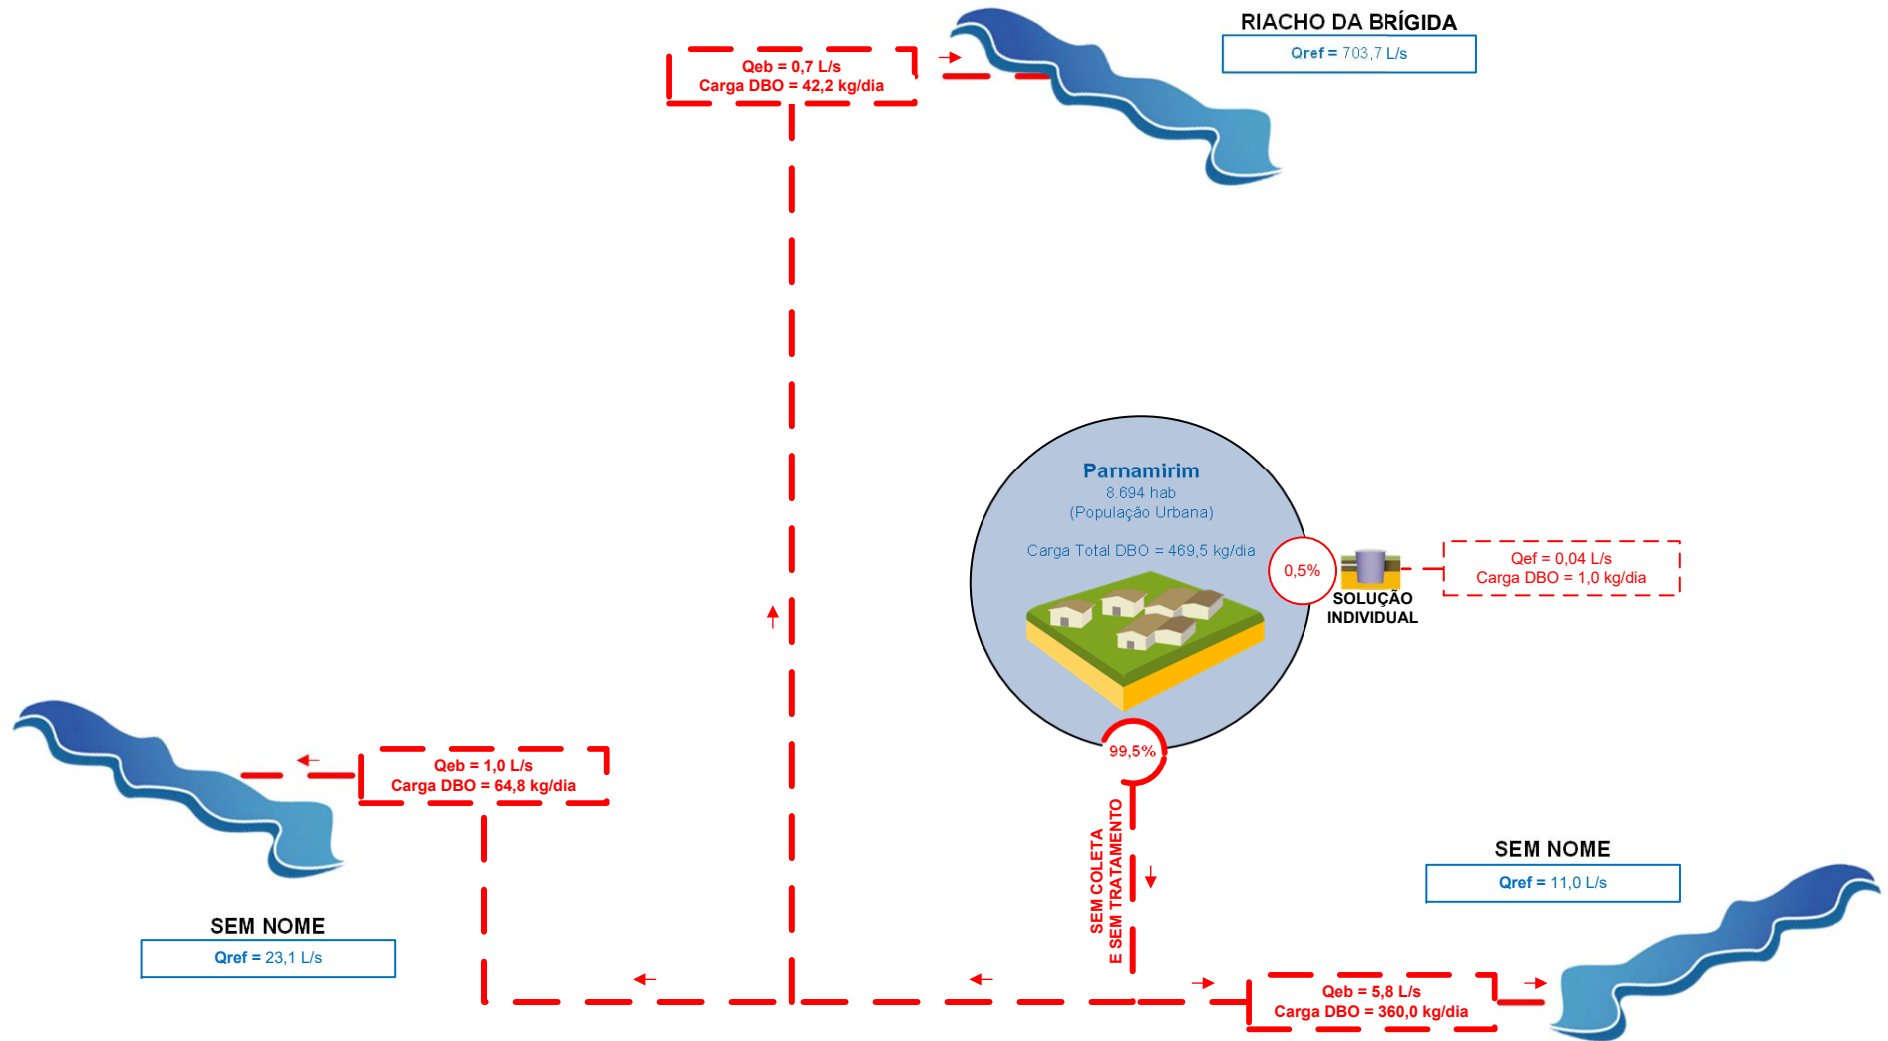 RIACHO DA BRÍGIDA
Qref = 703,7 L/s
Qeb = 0,7 L/s
Carga DBO = 42,2 kg/dia
Parnamirim
8.694 hab
(População Urbana)
Carga Total DBO = 469,5 kg/dia
0,5%
SOLUÇÃO
INDIVIDUAL
Qef = 0,04 L/s
Carga DBO = 1,0 kg/dia
99,5%
SEM COLETA
E SEM TRATAMENTO
Qeb = 1,0 L/s
Carga DBO = 64,8 kg/dia
SEM NOME
Qref = 23,1 L/s
SEM NOME
Qref = 11,0 L/s
Qeb = 5,8 L/s
Carga DBO = 360,0 kg/dia